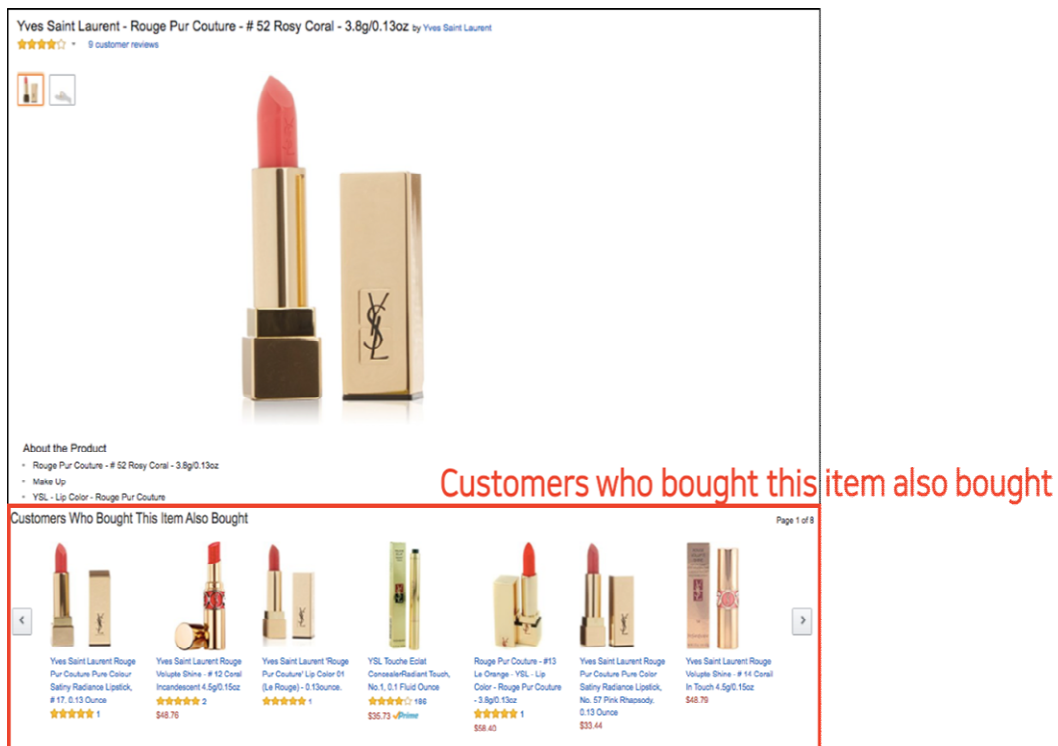 Yves Saint Laurent - Rouge Pur Couture - # 52 Rosy Coral - 3.8g/0.13oz by Yves Saint Laurent
9 customer reviews
YSL
About the Product
Rouge Pur Couture - # 52 Rosy Coral - 3.8g/0.13oz
Make Up
YSL - Lip Color - Rouge Pur Couture
Customers who bought this item also bought
Customers Who Bought This Item Also Bought
Page 1 of 8
Yves Saint Laurent Rouge
Pur Couture Pure Colour
Satiny Radiance Lipstick,
# 17, 0.13 Ounce
1
Yves Saint Laurent Rouge
Volupte Shine - # 12 Coral
Incandescent 4.5g/0.15oz
2
$48.76
Yves Saint Laurent 'Rouge
Pur Couture' Lip Color 01
(Le Rouge) - 0.13ounce.
1
YSL Touche Eclat
ConcealerRadiant Touch,
No.1, 0.1 Fluid Ounce
186
$35.73 Prime
Rouge Pur Couture - #13
Le Orange - YSL - Lip
Color - Rouge Pur Couture
- 3.8g/0.13oz
1
$58.40
Yves Saint Laurent Rouge
Pur Couture Pure Color
Satiny Radiance Lipstick,
No. 57 Pink Rhapsody,
0.13 Ounce
$33.44
Yves Saint Laurent Rouge
Volupte Shine - # 14 Corail
In Touch 4.5g/0.15oz
$48.79